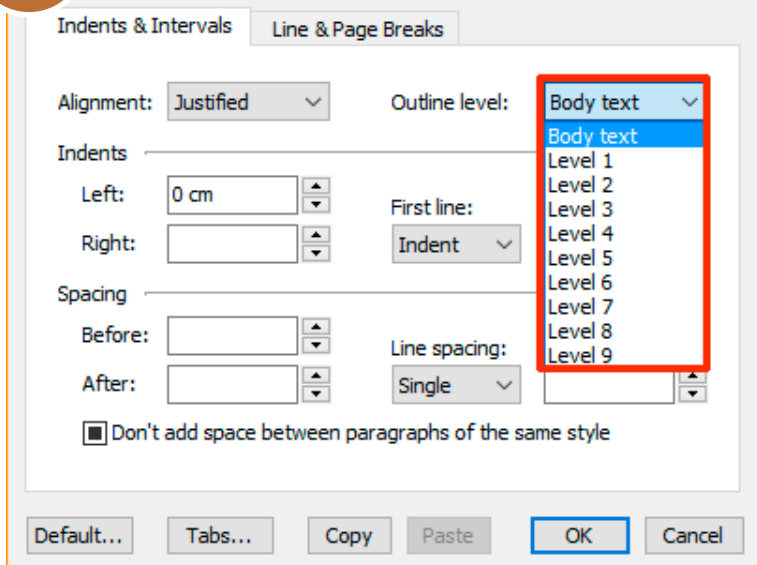 Indents & Intervals Line & Page Breaks
Alignment: Justified Outline level: Body text
Body text
Indents
Level 1
Left: 0 cm
Level 2
First line:
Level 3
Right: Indent
Level 4
Level 5
Spacing
Level 6
Level 7
Before:
Level 8
Line spacing:
Level 9
After: Single
Don't add space between paragraphs of the same style
Default... Tabs... Copy Paste OK Cancel